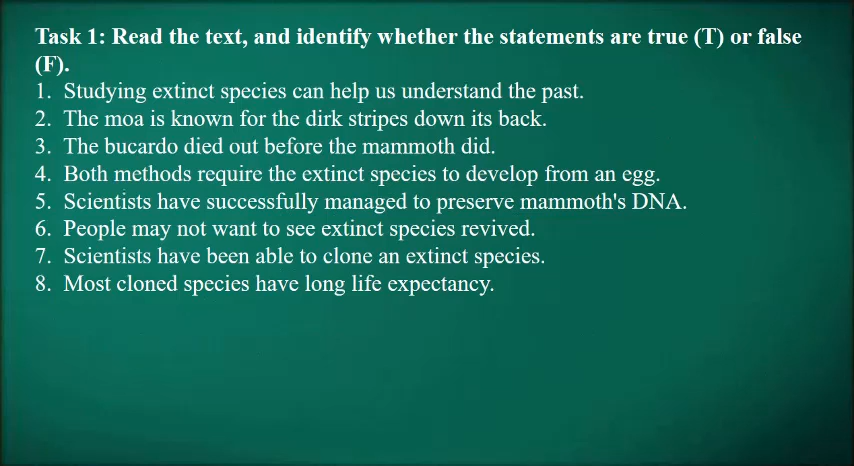 Task 1: Read the text, and identify whether the statements are true (T) or false
(F).
1. Studying extinct species can help us understand the past.
2. The moa is known for the dirk stripes down its back.
3. The bucardo died out before the mammoth did.
4. Both methods require the extinct species to develop from an egg.
5. Scientists have successfully managed to preserve mammoth's DNA.
6. People may not want to see extinct species revived.
7. Scientists have been able to clone an extinct species.
8. Most cloned species have long life expectancy.